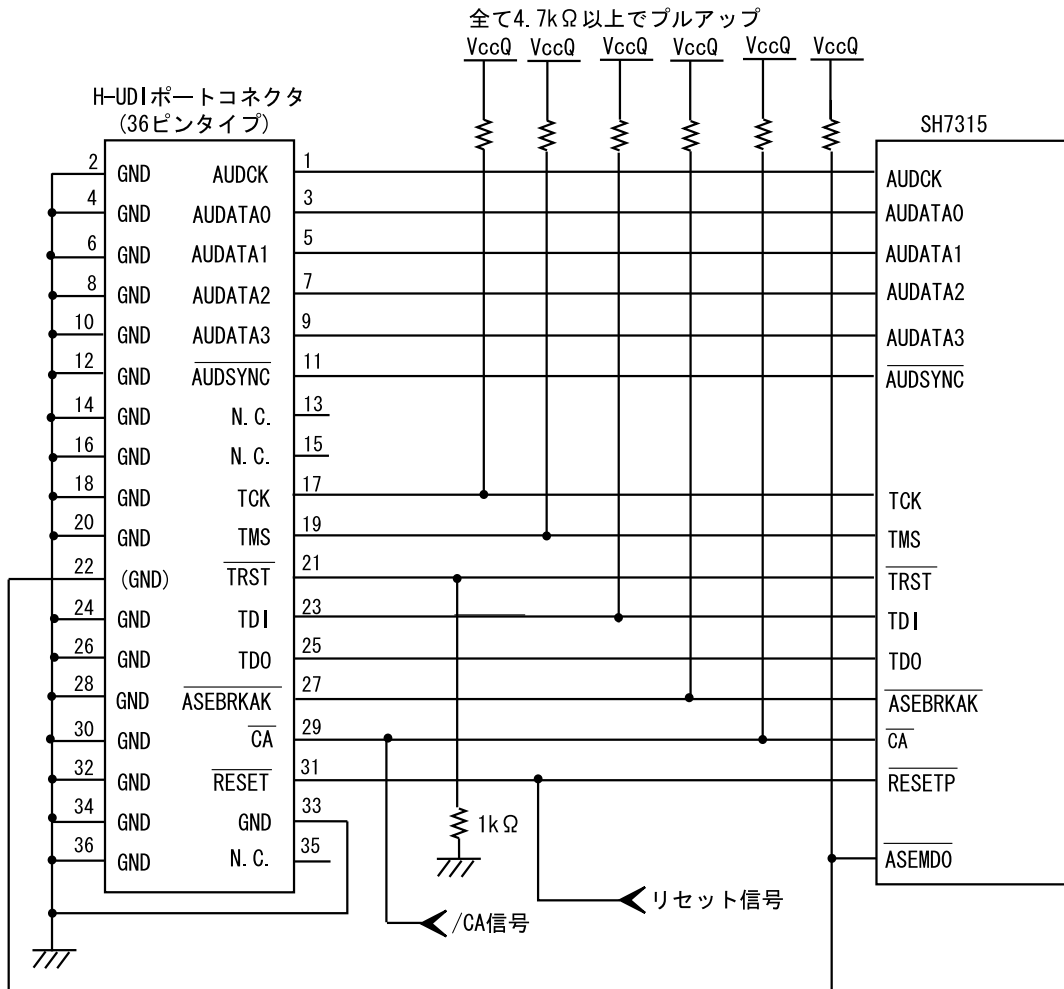 全て4.7kΩ以上でプルアップ
VccQ VccQ VccQ VccQ VccQ VccQ
H-UDIポートコネクタ
(36ピンタイプ)
SH7315
2 GND AUDCK 1 AUDCK
4 GND AUDATA0 3 AUDATA0
6 GND AUDATA1 5 AUDATA1
8 GND AUDATA2 7 AUDATA2
10 GND AUDATA3 9 AUDATA3
12 GND AUDSYNC 11 AUDSYNC
14 GND N.C. 13
16 GND N.C. 15
18 GND TCK 17 TCK
20 GND TMS 19 TMS
22 (GND) TRST 21 TRST
24 GND TDI 23 TDI
26 GND TDO 25 TDO
28 GND ASEBRKAK 27 ASEBRKAK
30 GND CA 29 CA
32 GND RESET 31 RESETP
34 GND GND 33
1kΩ
36 GND N.C. 35 ASEMD0
リセット信号
/CA信号